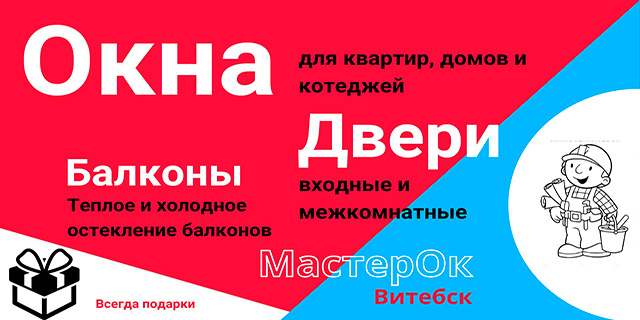 Окна
для квартир, домов и
котеджей
Двери
входные и
межкомнатные
Балконы
Теплое и холодное
остекление балконов
МастерОк
Витебск
Всегда подарки